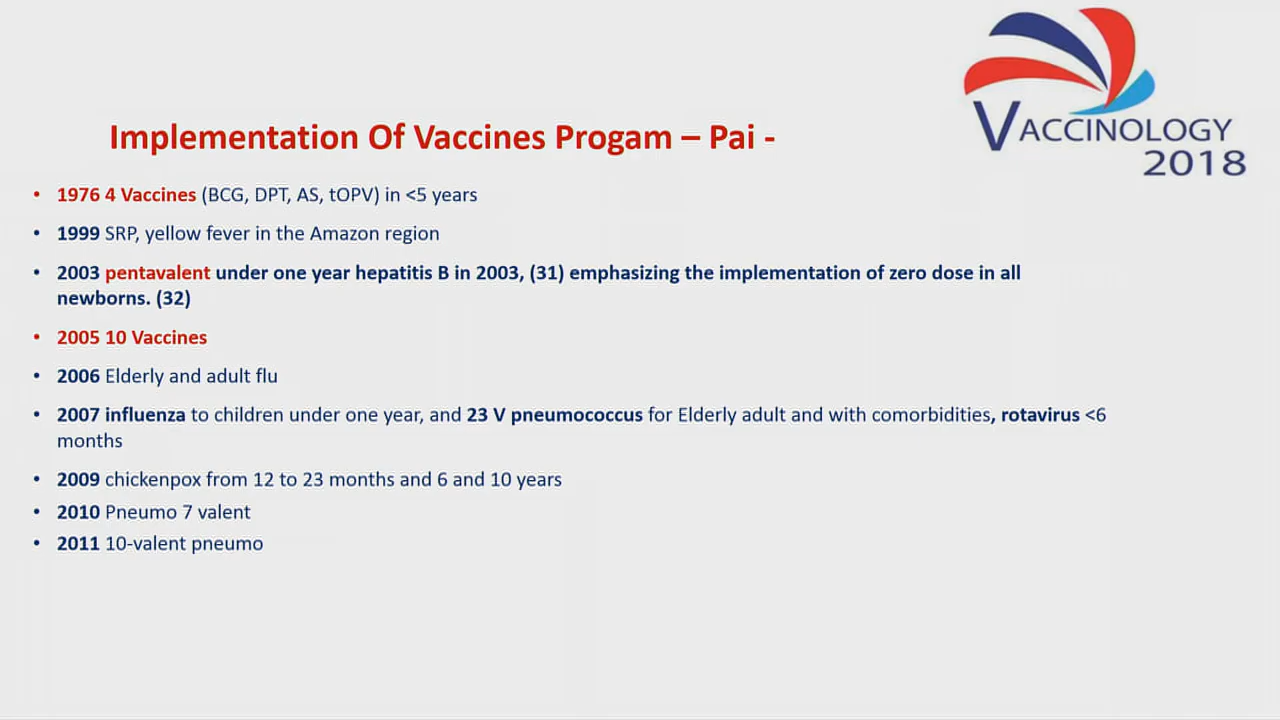 VACCINOLOGY
2018
Implementation Of Vaccines Progam – Pai -
• 1976 4 Vaccines (BCG, DPT, AS, tOPV) in <5 years
• 1999 SRP, yellow fever in the Amazon region
• 2003 pentavalent under one year hepatitis B in 2003, (31) emphasizing the implementation of zero dose in all
newborns. (32)
• 2005 10 Vaccines
• 2006 Elderly and adult flu
• 2007 influenza to children under one year, and 23 V pneumococcus for Elderly adult and with comorbidities, rotavirus <6
months
• 2009 chickenpox from 12 to 23 months and 6 and 10 years
• 2010 Pneumo 7 valent
• 2011 10-valent pneumo